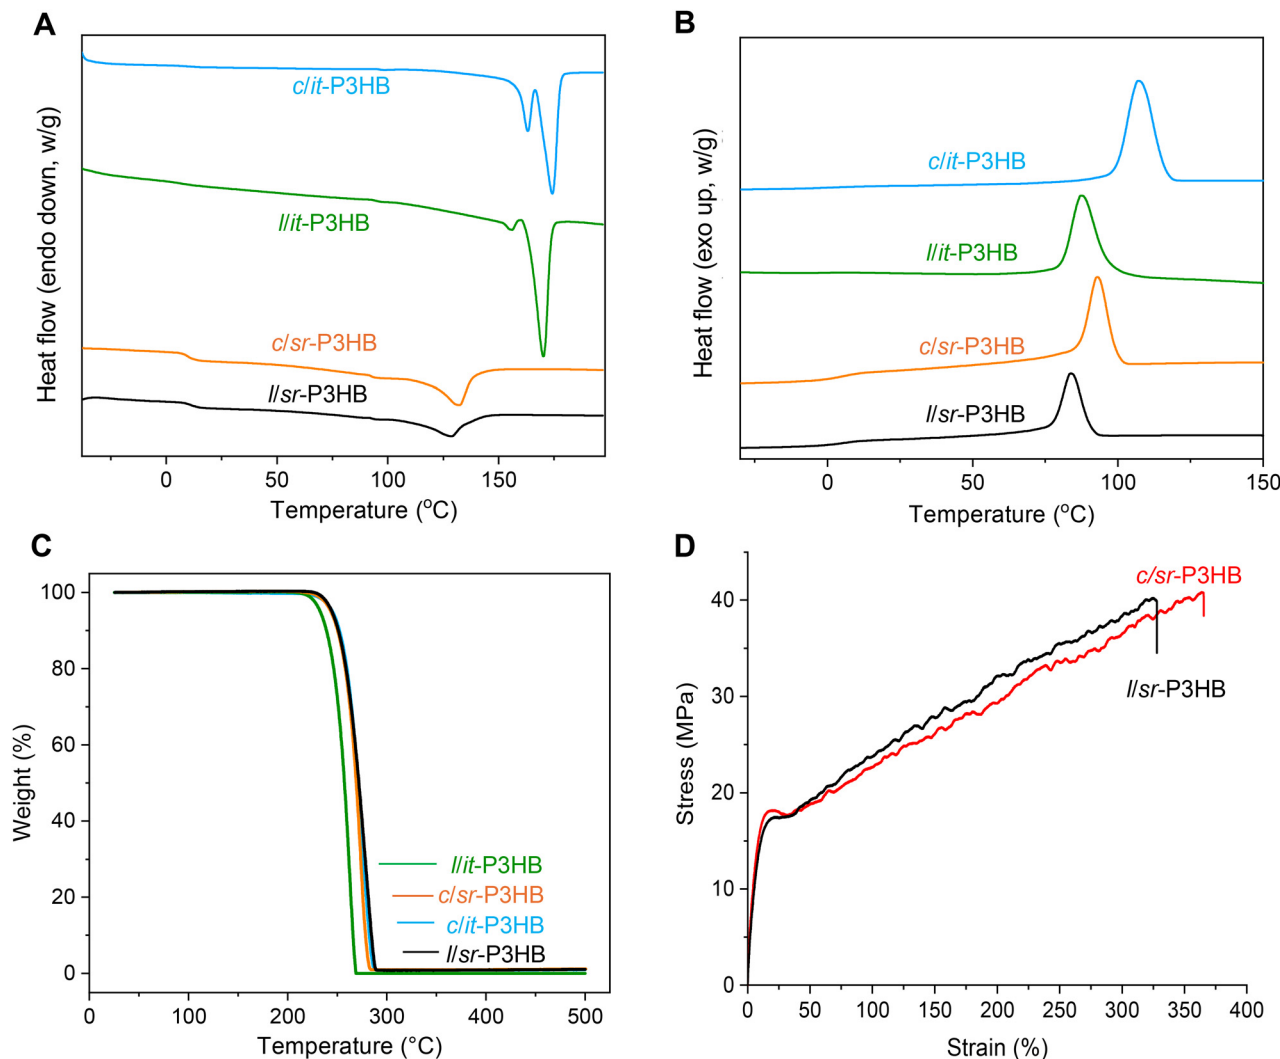 A
c/it-P3HB
l/it-P3HB
c/sr-P3HB
l/sr-P3HB
Heat flow (endo down, w/g)
0
50
100
150
Temperature (°C)
B
c/it-P3HB
l/it-P3HB
c/sr-P3HB
l/sr-P3HB
Heat flow (exo up, w/g)
0
50
100
150
Temperature (°C)
C
100
80
60
40
20
0
Weight (%)
l/it-P3HB
c/sr-P3HB
c/it-P3HB
l/sr-P3HB
0
100
200
300
400
500
Temperature (°C)
D
c/sr-P3HB
l/sr-P3HB
40
30
20
10
0
Stress (MPa)
0
50
100
150
200
250
300
350
400
Strain (%)